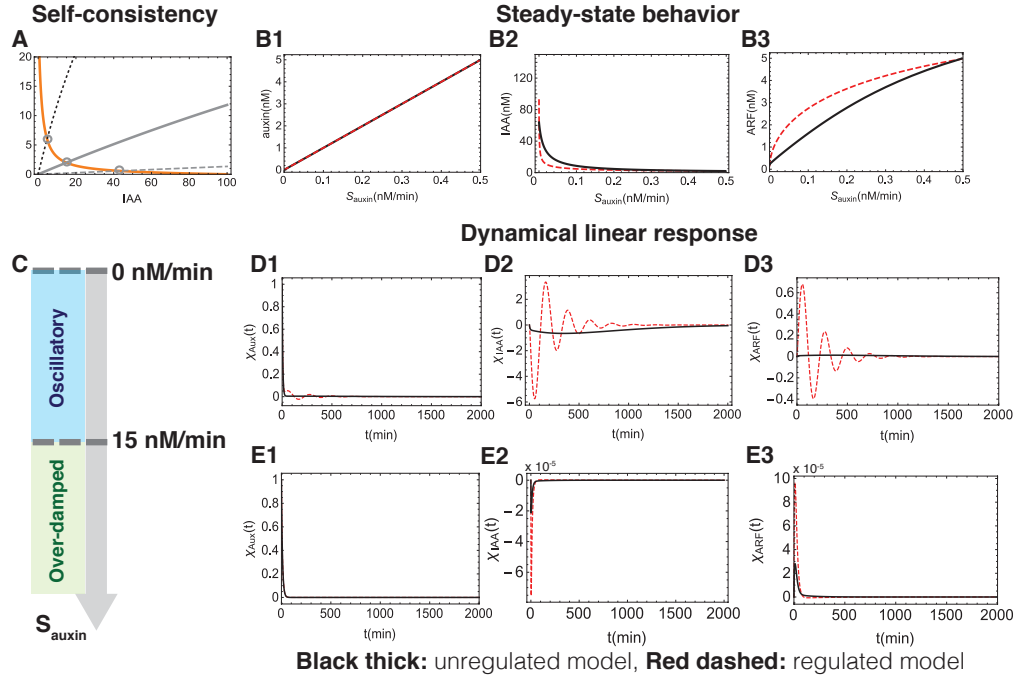 Self-consistency
Steady-state behavior
A
20
15
10
5
0
0 20 40 60 80 100
IAA
B1
auxin(nM)
5
4
3
2
1
0
0 0.1 0.2 0.3 0.4 0.5
Sauxin(nM/min)
B2
IAA(nM)
120
80
40
0
0 0.1 0.2 0.3 0.4 0.5
Sauxin(nM/min)
B3
ARF(nM)
5
4
3
2
1
0
0 0.1 0.2 0.3 0.4 0.5
Sauxin(nM/min)
Dynamical linear response
C
0 nM/min
Oscillatory
15 nM/min
Over-damped
Sauxin
D1
χAux(t)
1
0.8
0.6
0.4
0.2
0
0 500 1000 1500 2000
t(min)
D2
χIAA(t)
2
0
−2
−4
−6
0 500 1000 1500 2000
t(min)
D3
χARF(t)
0.6
0.4
0.2
0
−0.2
−0.4
0 500 1000 1500 2000
t(min)
E1
χAux(t)
1
0.8
0.6
0.4
0.2
0
0 500 1000 1500 2000
t(min)
E2
x 10-5
χIAA(t)
0
−2
−4
−6
0 500 1000 1500 2000
t(min)
E3
x 10-5
χARF(t)
10
8
6
4
2
0
0 500 1000 1500 2000
t(min)
Black thick: unregulated model, Red dashed: regulated model